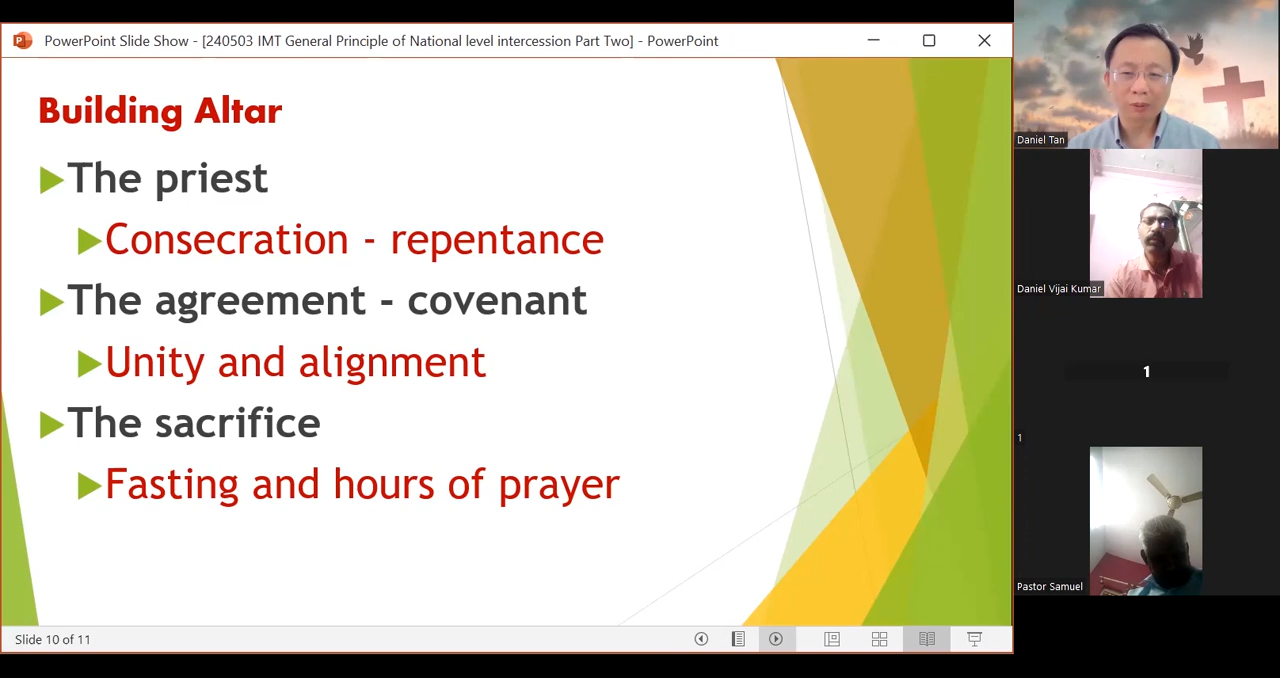 PowerPoint Slide Show - [240503 IMT General Principle of National level intercession Part Two] - PowerPoint
Building Altar
The priest
Consecration - repentance
The agreement - covenant
Unity and alignment
The sacrifice
Fasting and hours of prayer
Slide 10 of 11
Daniel Tan
Daniel Vijai Kumar
1
1
Pastor Samuel